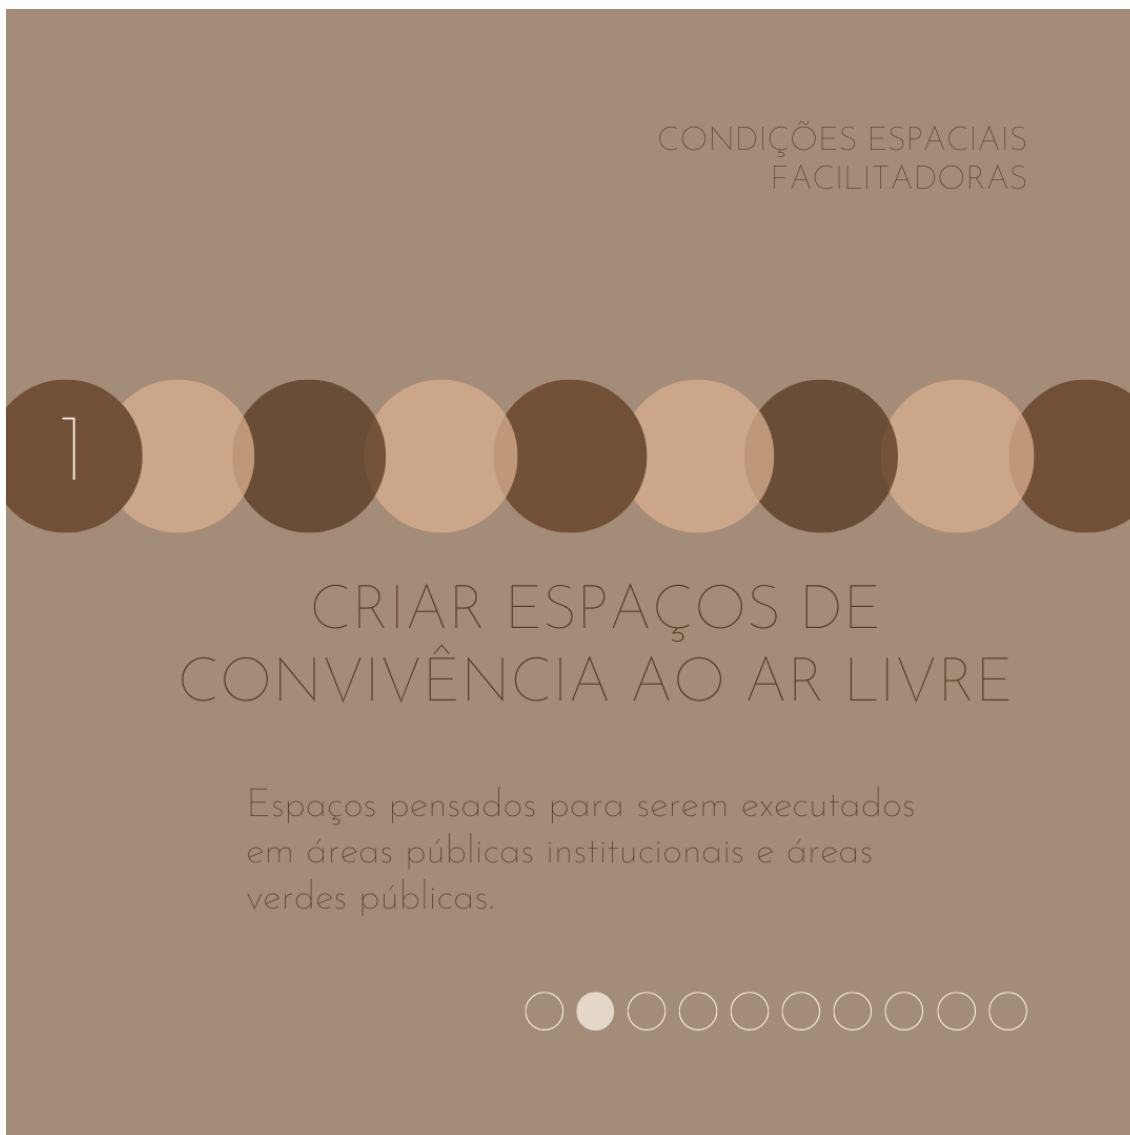 CONDIÇÕES ESPACIAIS
FACILITADORAS
1
CRIAR ESPAÇOS DE
CONVIVÊNCIA AO AR LIVRE
Espaços pensados para serem executados
em áreas públicas institucionais e áreas
verdes públicas.